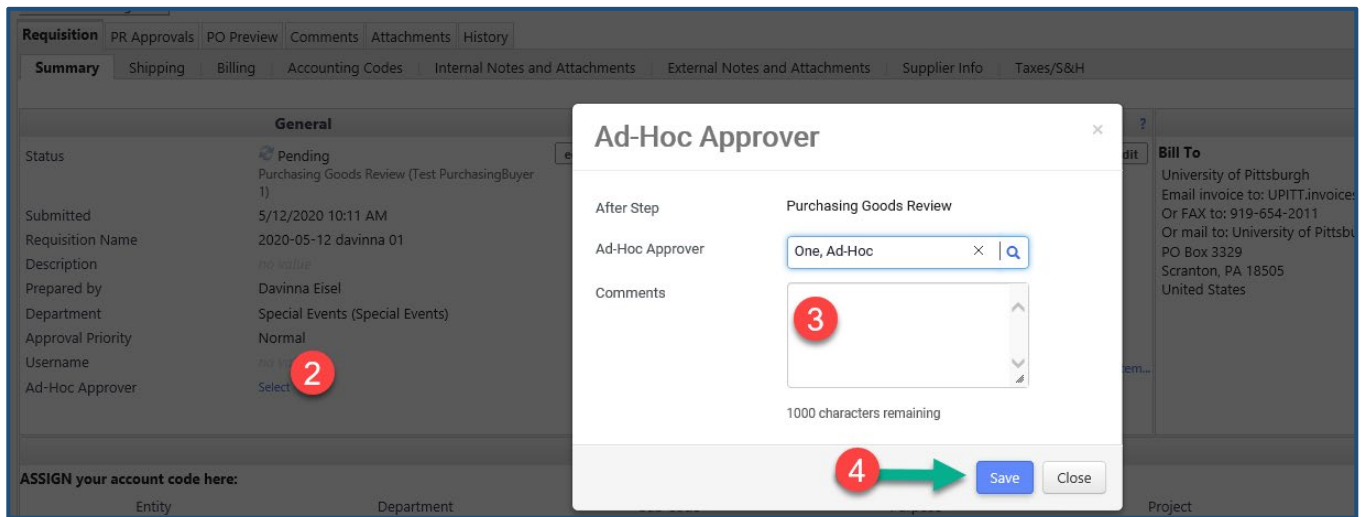 Requisition PR Approvals PO Preview Comments Attachments History
Summary Shipping Billing Accounting Codes Internal Notes and Attachments External Notes and Attachments Supplier Info Taxes/S&H
General
Status Pending
Purchasing Goods Review (Test PurchasingBuyer
1)
Submitted 5/12/2020 10:11 AM
Requisition Name 2020-05-12 davinna 01
Description no value
Prepared by Davinna Eisel
Department Special Events (Special Events)
Approval Priority Normal
Username
Ad-Hoc Approver Select
2
Ad-Hoc Approver ×
After Step Purchasing Goods Review
Ad-Hoc Approver One, Ad-Hoc ×
Comments
3
1000 characters remaining
4
Save Close
?
Bill To
University of Pittsburgh
Email invoice to: UPITT.invoices
Or FAX to: 919-654-2011
Or mail to: University of Pittsbu
PO Box 3329
Scranton, PA 18505
United States
ASSIGN your account code here:
Entity Department Project